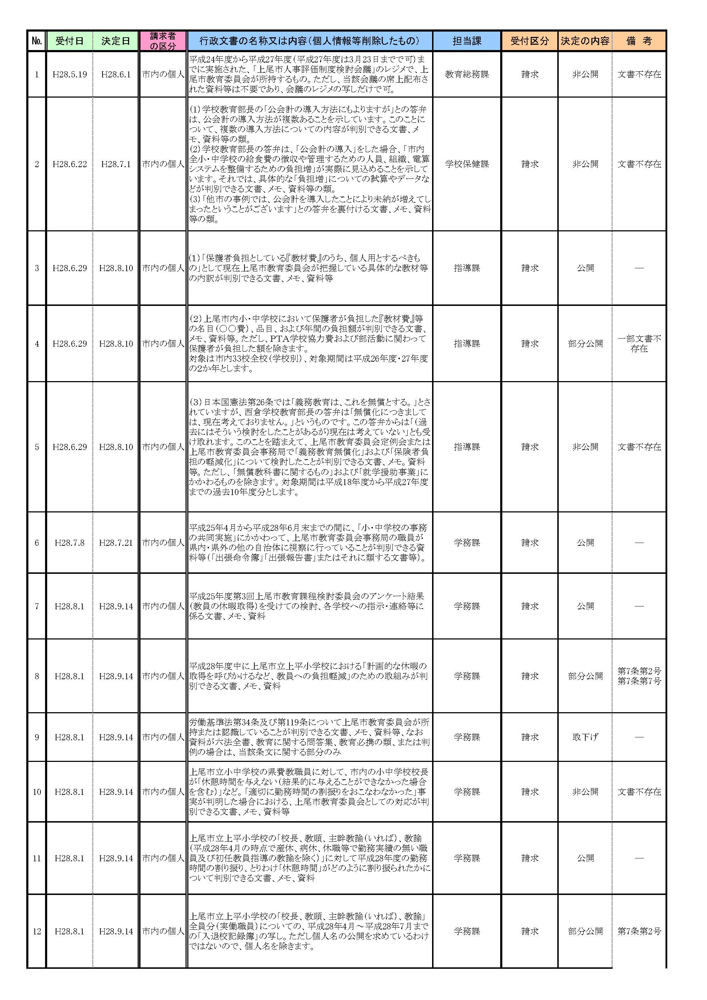 No. 受付日 決定日 請求者の区分 行政文書の名称又は内容(個人情報等削除したもの) 担当課 受付区分 決定の内容 備 考
1 H28.5.19 H28.6.1 市内の個人
平成24年度から平成27年度(平成27年度は3月23日までで可)ま
でに実施された、「上尾市人事評価制度検討会議」のレジメで、上
尾市教育委員会が所持するもの。ただし、当該会議の席上配布さ
れた資料等は不要であり、会議のレジメの写しだけで可。
教育総務課 請求 非公開 文書不存在
2 H28.6.22 H28.7.1 市内の個人
(1)学校教育部長の「公会計の導入方法にもよりますが」との答弁
は、公会計の導入方法が複数あることを示しています。このことに
ついて、複数の導入方法についての内容が判別できる文書、メ
モ、資料等の類。
(2)学校教育部長の答弁は、「公会計の導入」をした場合、「市内
全小・中学校の給食費の徴収や管理するための人員、組織、電算
システムを整備するための負担増」が実際に見込めることを示して
います。それでは、具体的な「負担増」についての試算やデータな
どが判別できる文書、メモ、資料等の類。
(3)「他市の事例では、公会計を導入したことにより未納が増えてし
まったということがございます」との答弁を裏付ける文書、メモ、資料
等の類。
学校保健課 請求 非公開 文書不存在
3 H28.6.29 H28.8.10 市内の個人
(1)「保護者負担としている『教材費』のうち、個人用とするべきも
の」として現在上尾市教育委員会が把握している具体的な教材等
の内訳が判別できる文書、メモ、資料等
指導課 請求 公開 ―
4 H28.6.29 H28.8.10 市内の個人
(2)上尾市内小・中学校において保護者が負担した『教材費』等
の名目(○○費)、品目、および年間の負担額が判別できる文書、
メモ、資料等。ただし、PTA学校協力費および部活動に関わって
保護者が負担した額を除きます。
対象は市内33校全校(学校別)、対象期間は平成26年度・27年度
の2か年とします。
指導課 請求 部分公開 一部文書不
存在
5 H28.6.29 H28.8.10 市内の個人
(3)日本国憲法第26条では「義務教育は、これを無償とする。」とさ
れていますが、西倉学校教育部長の答弁は「無償化につきまして
は、現在考えておりません。」というものです。この答弁からは「(過
去にはそういう検討をしたことがあるが)現在は考えていない」とも受
け取れます。このことを踏まえて、上尾市教育委員会定例会または
上尾市教育委員会事務局で「義務教育無償化」および「保険者負
担の軽減化」について検討したことが判別できる文書、メモ。資料
等。ただし、「無償教科書に関するもの」および「就学援助事業」に
かかわるものを除きます。対象期間は平成18年度から平成27年度
までの過去10年度分とします。
指導課 請求 非公開 文書不存在
6 H28.7.8 H28.7.21 市内の個人
平成25年4月から平成28年6月末までの間に、「小・中学校の事務
の共同実施」にかかわって、上尾市教育委員会事務局の職員が
県内・県外の他の自治体に視察に行っていることが判別できる資
料等(「出張命令簿」「出張報告書」またはそれに類する文書等)。
学務課 請求 公開 ―
7 H28.8.1 H28.9.14 市内の個人
平成25年度第3回上尾市教育課程検討委員会のアンケート結果
(教員の休暇取得)を受けての検討、各学校への指示・連絡等に
係る文書、メモ、資料
学務課 請求 公開 ―
8 H28.8.1 H28.9.14 市内の個人
平成28年度中に上尾市立上平小学校における「計画的な休暇の
取得を呼びかけるなど、教員への負担軽減」のための取組みが判
別できる文書、メモ、資料
学務課 請求 部分公開 第7条第2号
第7条第7号
9 H28.8.1 H28.9.14 市内の個人
労働基準法第34条及び第119条について上尾市教育委員会が所
持または認識していることが判別できる文書、メモ、資料等、なお
資料が六法全書、教育に関する問答集、教育必携の類、または判
例の場合は、当該条文に関する部分のみ
学務課 請求 取下げ ―
10 H28.8.1 H28.9.14 市内の個人
上尾市立小中学校の県費教職員に対して、市内の小中学校校長
が「休憩時間を与えない(結果的に与えることができなかった場合
を含む)」など。「適切に勤務時間の割振りをおこなわなかった」事
実が判明した場合における、上尾市教育委員会としての対応が判
別できる文書、メモ、資料等
学務課 請求 非公開 文書不存在
11 H28.8.1 H28.9.14 市内の個人
上尾市立上平小学校の「校長、教頭、主幹教諭(いれば)、教諭
(平成28年4月の時点で産休、病休、休職等で勤務実績の無い職
員及び初任教員指導の教諭を除く)」に対して平成28年度の勤務
時間の割り振り、とりわけ「休憩時間」がどのように割り振られたかに
ついて判別できる文書、メモ、資料
学務課 請求 公開 ―
12 H28.8.1 H28.9.14 市内の個人
上尾市立上平小学校の「校長、教頭、主幹教諭(いれば)、教諭」
全員分(実働職員)についての、平成28年4月~平成28年7月まで
の「入退校記録簿」の写し。ただし個人名の公開を求めているわけ
ではないので、個人名を除きます。
学務課 請求 部分公開 第7条第2号